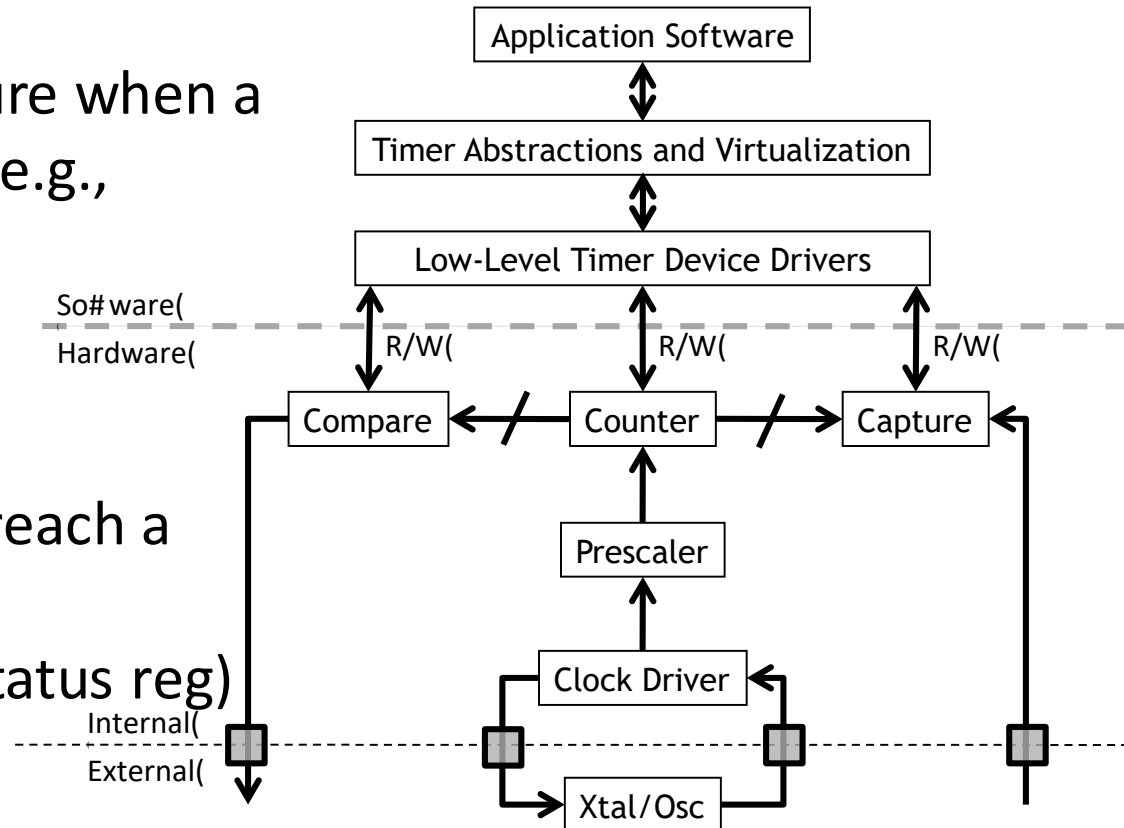 Application Software
ure when a
Timer Abstractions and Virtualization
e.g.,
Low-Level Timer Device Drivers
So# ware(
Hardware(
R/W(
R/W(
R/W(
Compare
Counter
Capture
reach a
Prescaler
Clock Driver
tatus reg)
Internal(
External(
Xtal/Osc